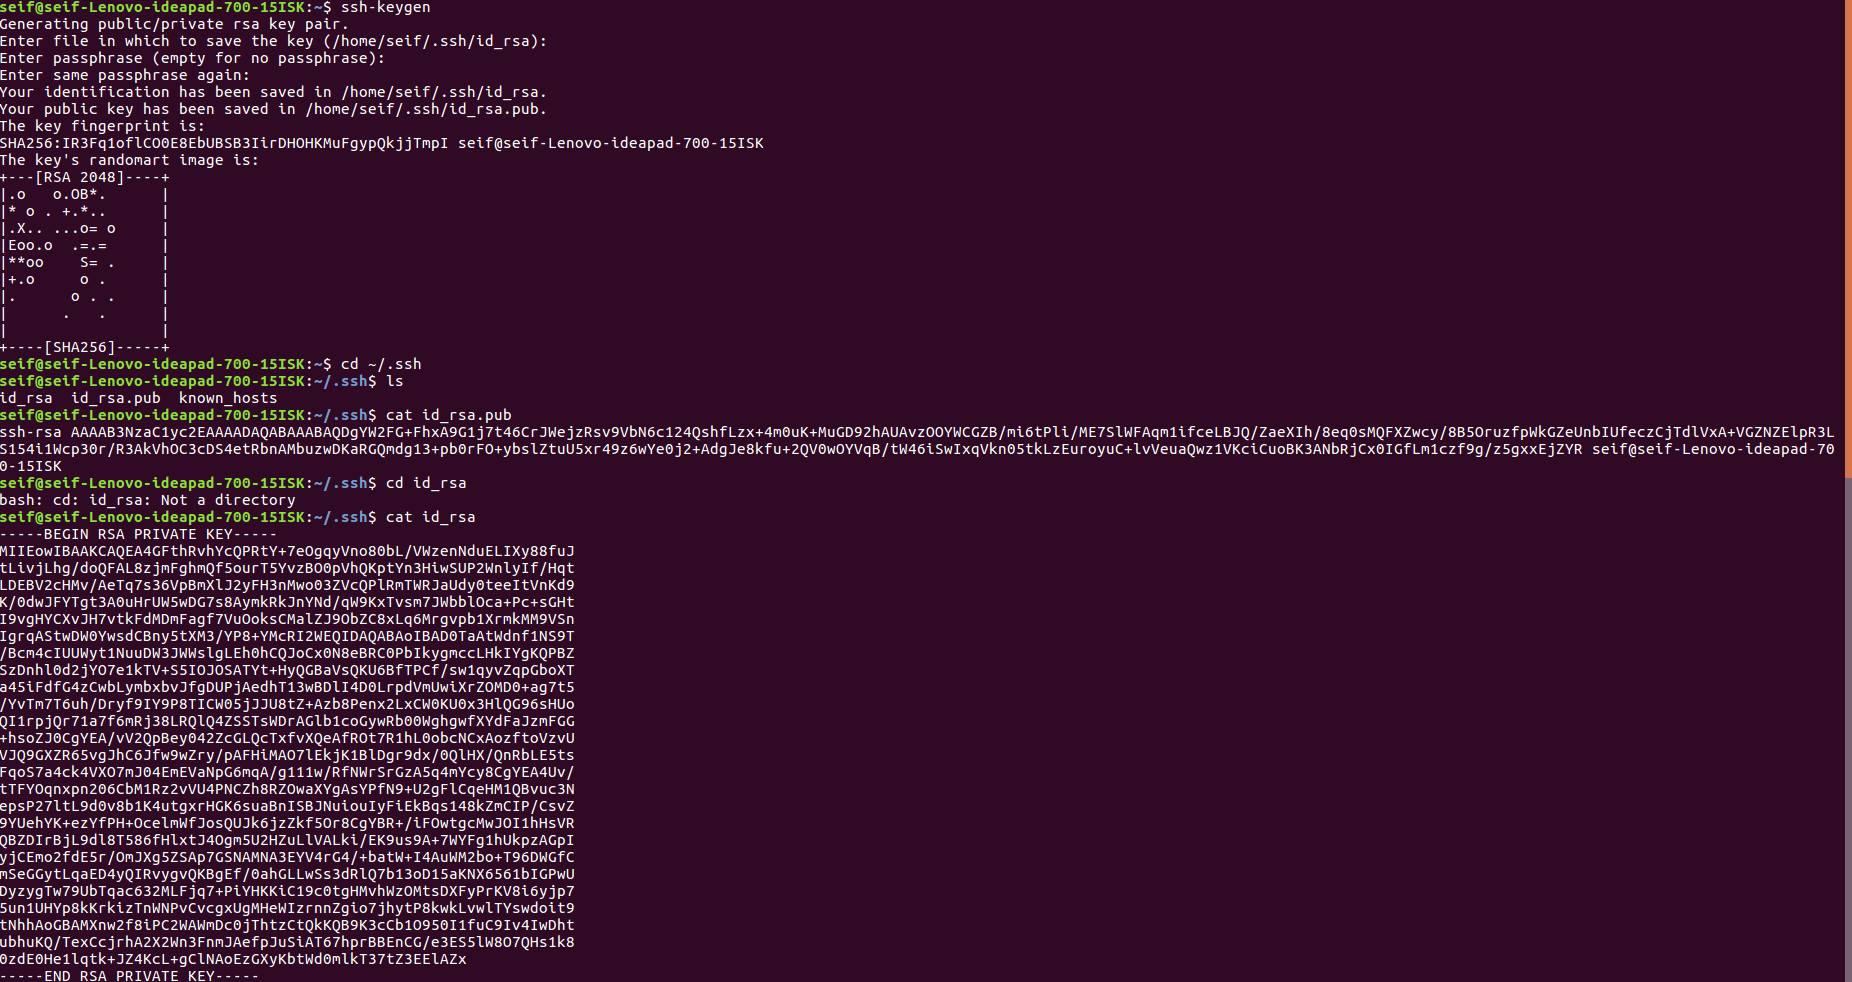 seif@seif-Lenovo-ideapad-700-15ISK:~$ ssh-keygen
Generating public/private rsa key pair.
Enter file in which to save the key (/home/seif/.ssh/id_rsa):
Enter passphrase (empty for no passphrase):
Enter same passphrase again:
Your identification has been saved in /home/seif/.ssh/id_rsa.
Your public key has been saved in /home/seif/.ssh/id_rsa.pub.
The key fingerprint is:
SHA256:IR3Fq1oflCO0E8EbUBSB3IirDHOHKMuFgypQkjjTmpI seif@seif-Lenovo-ideapad-700-15ISK
The key's randomart image is:
+---[RSA 2048]----+
|.o   o.OB*.      |
|* o . +.*..      |
|.X.. ...o= o     |
|Eoo.o  .=.=      |
|**oo    S= .     |
|+.o     o .      |
|.      o . .     |
|      .   .      |
|                 |
+----[SHA256]-----+
seif@seif-Lenovo-ideapad-700-15ISK:~$ cd ~/.ssh
seif@seif-Lenovo-ideapad-700-15ISK:~/.ssh$ ls
id_rsa  id_rsa.pub  known_hosts
seif@seif-Lenovo-ideapad-700-15ISK:~/.ssh$ cat id_rsa.pub
ssh-rsa AAAAB3NzaC1yc2EAAAADAQABAAABAQDgYW2FG+FhxA9G1j7t46CrJWejzRsv9VbN6c124QshfLzx+4m0uK+MuGD92hAUAvzOOYWCGZB/mi6tPli/ME7SlWFAqm1ifceLBJQ/ZaeXIh/8eq0sMQFXZwcy/8B5OruzfpWkGZeUnbIUfeczCjTdlVxA+VGZNZElpR3L
S154i1Wcp30r/R3AkVhOC3cDS4etRbnAMbuzwDKaRGQmdg13+pb0rFO+ybslZtuU5xr49z6wYe0j2+AdgJe8kfu+2QV0wOYVqB/tW46iSwIxqVkn05tkLzEuroyuC+lvVeuaQwz1VKciCuoBK3ANbRjCx0IGfLm1czf9g/z5gxxEjZYR seif@seif-Lenovo-ideapad-70
0-15ISK
seif@seif-Lenovo-ideapad-700-15ISK:~/.ssh$ cd id_rsa
bash: cd: id_rsa: Not a directory
seif@seif-Lenovo-ideapad-700-15ISK:~/.ssh$ cat id_rsa
-----BEGIN RSA PRIVATE KEY-----
MIIEowIBAAKCAQEA4GFthRvhYcQPRtY+7eOgqyVno80bL/VWzenNduELIXy88fuJ
tLivjLhg/doQFAL8zjmFghmQf5ourT5YvzBO0pVhQKptYn3HiwSUP2WnlyIf/Hqt
LDEBV2cHMv/AeTq7s36VpBmXlJ2yFH3nMwo03ZVcQPlRmTWRJaUdy0teeItVnKd9
K/0dwJFYTgt3A0uHrUW5wDG7s8AymkRkJnYNd/qW9KxTvsm7JWbblOca+Pc+sGHt
I9vgHYCXvJH7vtkFdMDmFagf7VuOoksCMalZJ9ObZC8xLq6Mrgvpb1XrmkMM9VSn
IgrqAStwDW0YwsdCBny5tXM3/YP8+YMcRI2WEQIDAQABAoIBAD0TaAtWdnf1NS9T
/Bcm4cIUUWyt1NuuDW3JWWslgLEh0hCQJoCx0N8eBRC0PbIkygmccLHkIYgKQPBZ
SzDnhl0d2jYO7e1kTV+S5IOJOSATYt+HyQGBaVsQKU6BfTPCf/sw1qyvZqpGboXT
a45iFdfG4zCwbLymbxbvJfgDUPjAedhT13wBDlI4D0LrpdVmUwiXrZOMD0+ag7t5
/YvTm7T6uh/Dryf9IY9P8TICW05jJJU8tZ+Azb8Penx2LxCW0KU0x3HlQG96sHUo
QI1rpjQr71a7f6mRj38LRQlQ4ZSSTsWDrAGlb1coGywRb00WghgwfXYdFaJzmFGG
+hsoZJ0CgYEA/vV2QpBey042ZcGLQcTxfvXQeAfROt7R1hL0obcNCxAozftoVzvU
VJQ9GXZR65vgJhC6Jfw9wZry/pAFHiMAO7lEkjK1BlDgr9dx/0QlHX/QnRbLE5ts
FqoS7a4ck4VXO7mJ04EmEVaNpG6mqA/g111w/RfNWrSrGzA5q4mYcy8CgYEA4Uv/
tTFYOqnxpn206CbM1Rz2vVU4PNCZh8RZOwaXYgAsYPfN9+U2gFlCqeHM1QBvuc3N
epsP27ltL9d0v8b1K4utgxrHGK6suaBnISBJNuiouIyFiEkBqs148kZmCIP/CsvZ
9YUehYK+ezYfPH+OcelmWfJosQUJk6jzZkf5Or8CgYBR+/iFOwtgcMwJOI1hHsVR
QBZDIrBjL9dl8T586fHlxtJ4Ogm5U2HZuLlVALki/EK9us9A+7WYFg1hUkpzAGpI
yjCEmo2fdE5r/OmJXg5ZSAp7GSNAMNA3EYV4rG4/+batW+I4AuWM2bo+T96DWGfC
mSeGGytLqaED4yQIRvygvQKBgEf/0ahGLLwSs3dRlQ7b13oD15aKNX6561bIGPwU
DyzygTw79UbTqac632MLFjq7+PiYHKKiC19c0tgHMvhWzOMtsDXFyPrKV8i6yjp7
5un1UHYp8kKrkizTnWNPvCvcgxUgMHeWIzrnnZgio7jhytP8kwkLvwlTYswdoit9
tNhhAoGBAMXnw2f8iPC2WAWmDc0jThtzCtQkKQB9K3cCb1O950I1fuC9Iv4IwDht
ubhuKQ/TexCcjrhA2X2Wn3FnmJAefpJuSiAT67hprBBEnCG/e3ES5lW8O7QHs1k8
0zdE0He1lqtk+JZ4KcL+gClNAoEzGXyKbtWd0mlkT37tZ3EElAZx
-----END RSA PRIVATE KEY-----